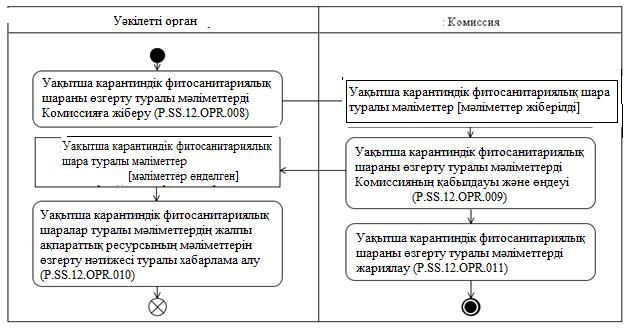 Уәкілетті орган
: Комиссия
Уақытша карантиндік фитосанитариялық
шараны өзгерту туралы мәліметтерді
Комиссияға жіберу (P.SS.12.OPR.008)
Уақытша карантиндік фитосанитариялық шара
туралы мәліметтер [мәліметтер жіберілді]
Уақытша карантиндік фитосанитариялық
шара туралы мәліметтер
[мәліметтер өңделген]
Уақытша карантиндік фитосанитариялық
шараны өзгерту туралы мәліметтерді
Комиссияның қабылдауы және өңдеуі
(P.SS.12.OPR.009)
Уақытша карантиндік фитосанитариялық
шаралар туралы мәліметтердің жалпы
ақпараттық ресурсының мәліметтерін
өзгерту нәтижесі туралы хабарлама алу
(P.SS.12.OPR.010)
Уақытша карантиндік фитосанитариялық
шараны өзгерту туралы мәліметтерді
жариялау (P.SS.12.OPR.011)